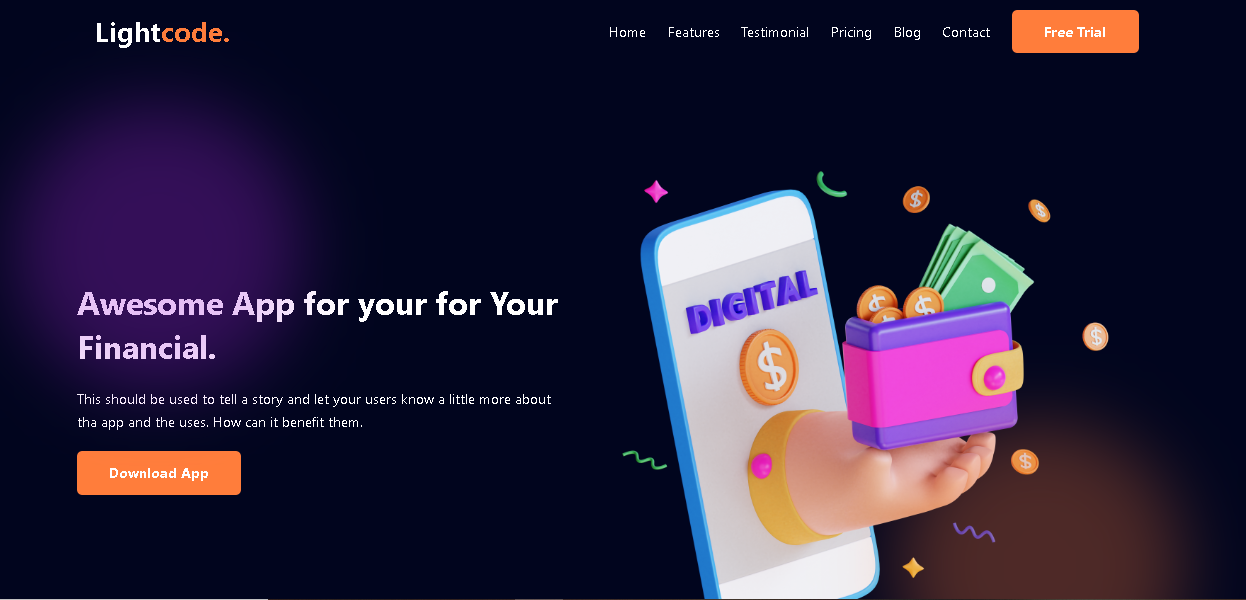 Lightcode.
Home Features Testimonial Pricing Blog Contact Free Trial
DIGITAL
Awesome App for your for Your
Financial.
This should be used to tell a story and let your users know a little more about
tha app and the uses. How can it benefit them.
Download App